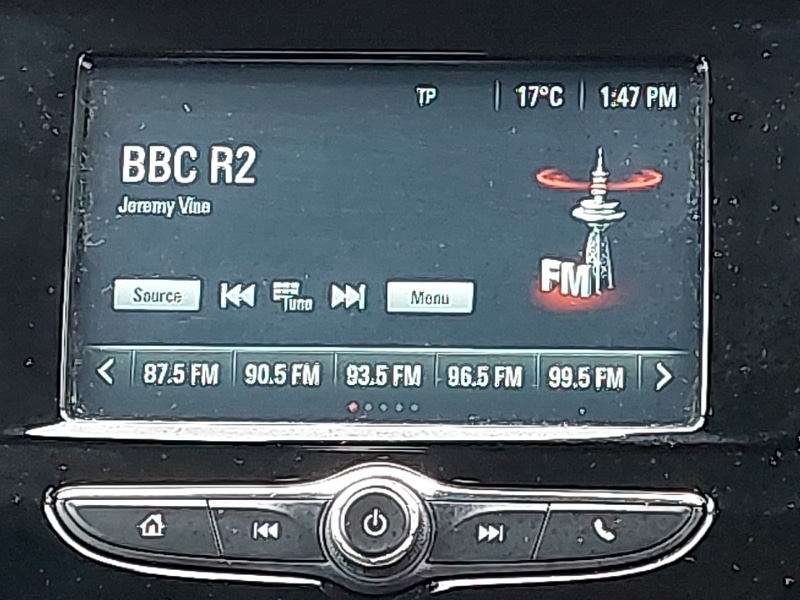 TP 17°C 1:47 PM
BBC R2
Jeremy Vine
FM
Source Tune Menu
87.5 FM 90.5 FM 93.5 FM 96.5 FM 99.5 FM